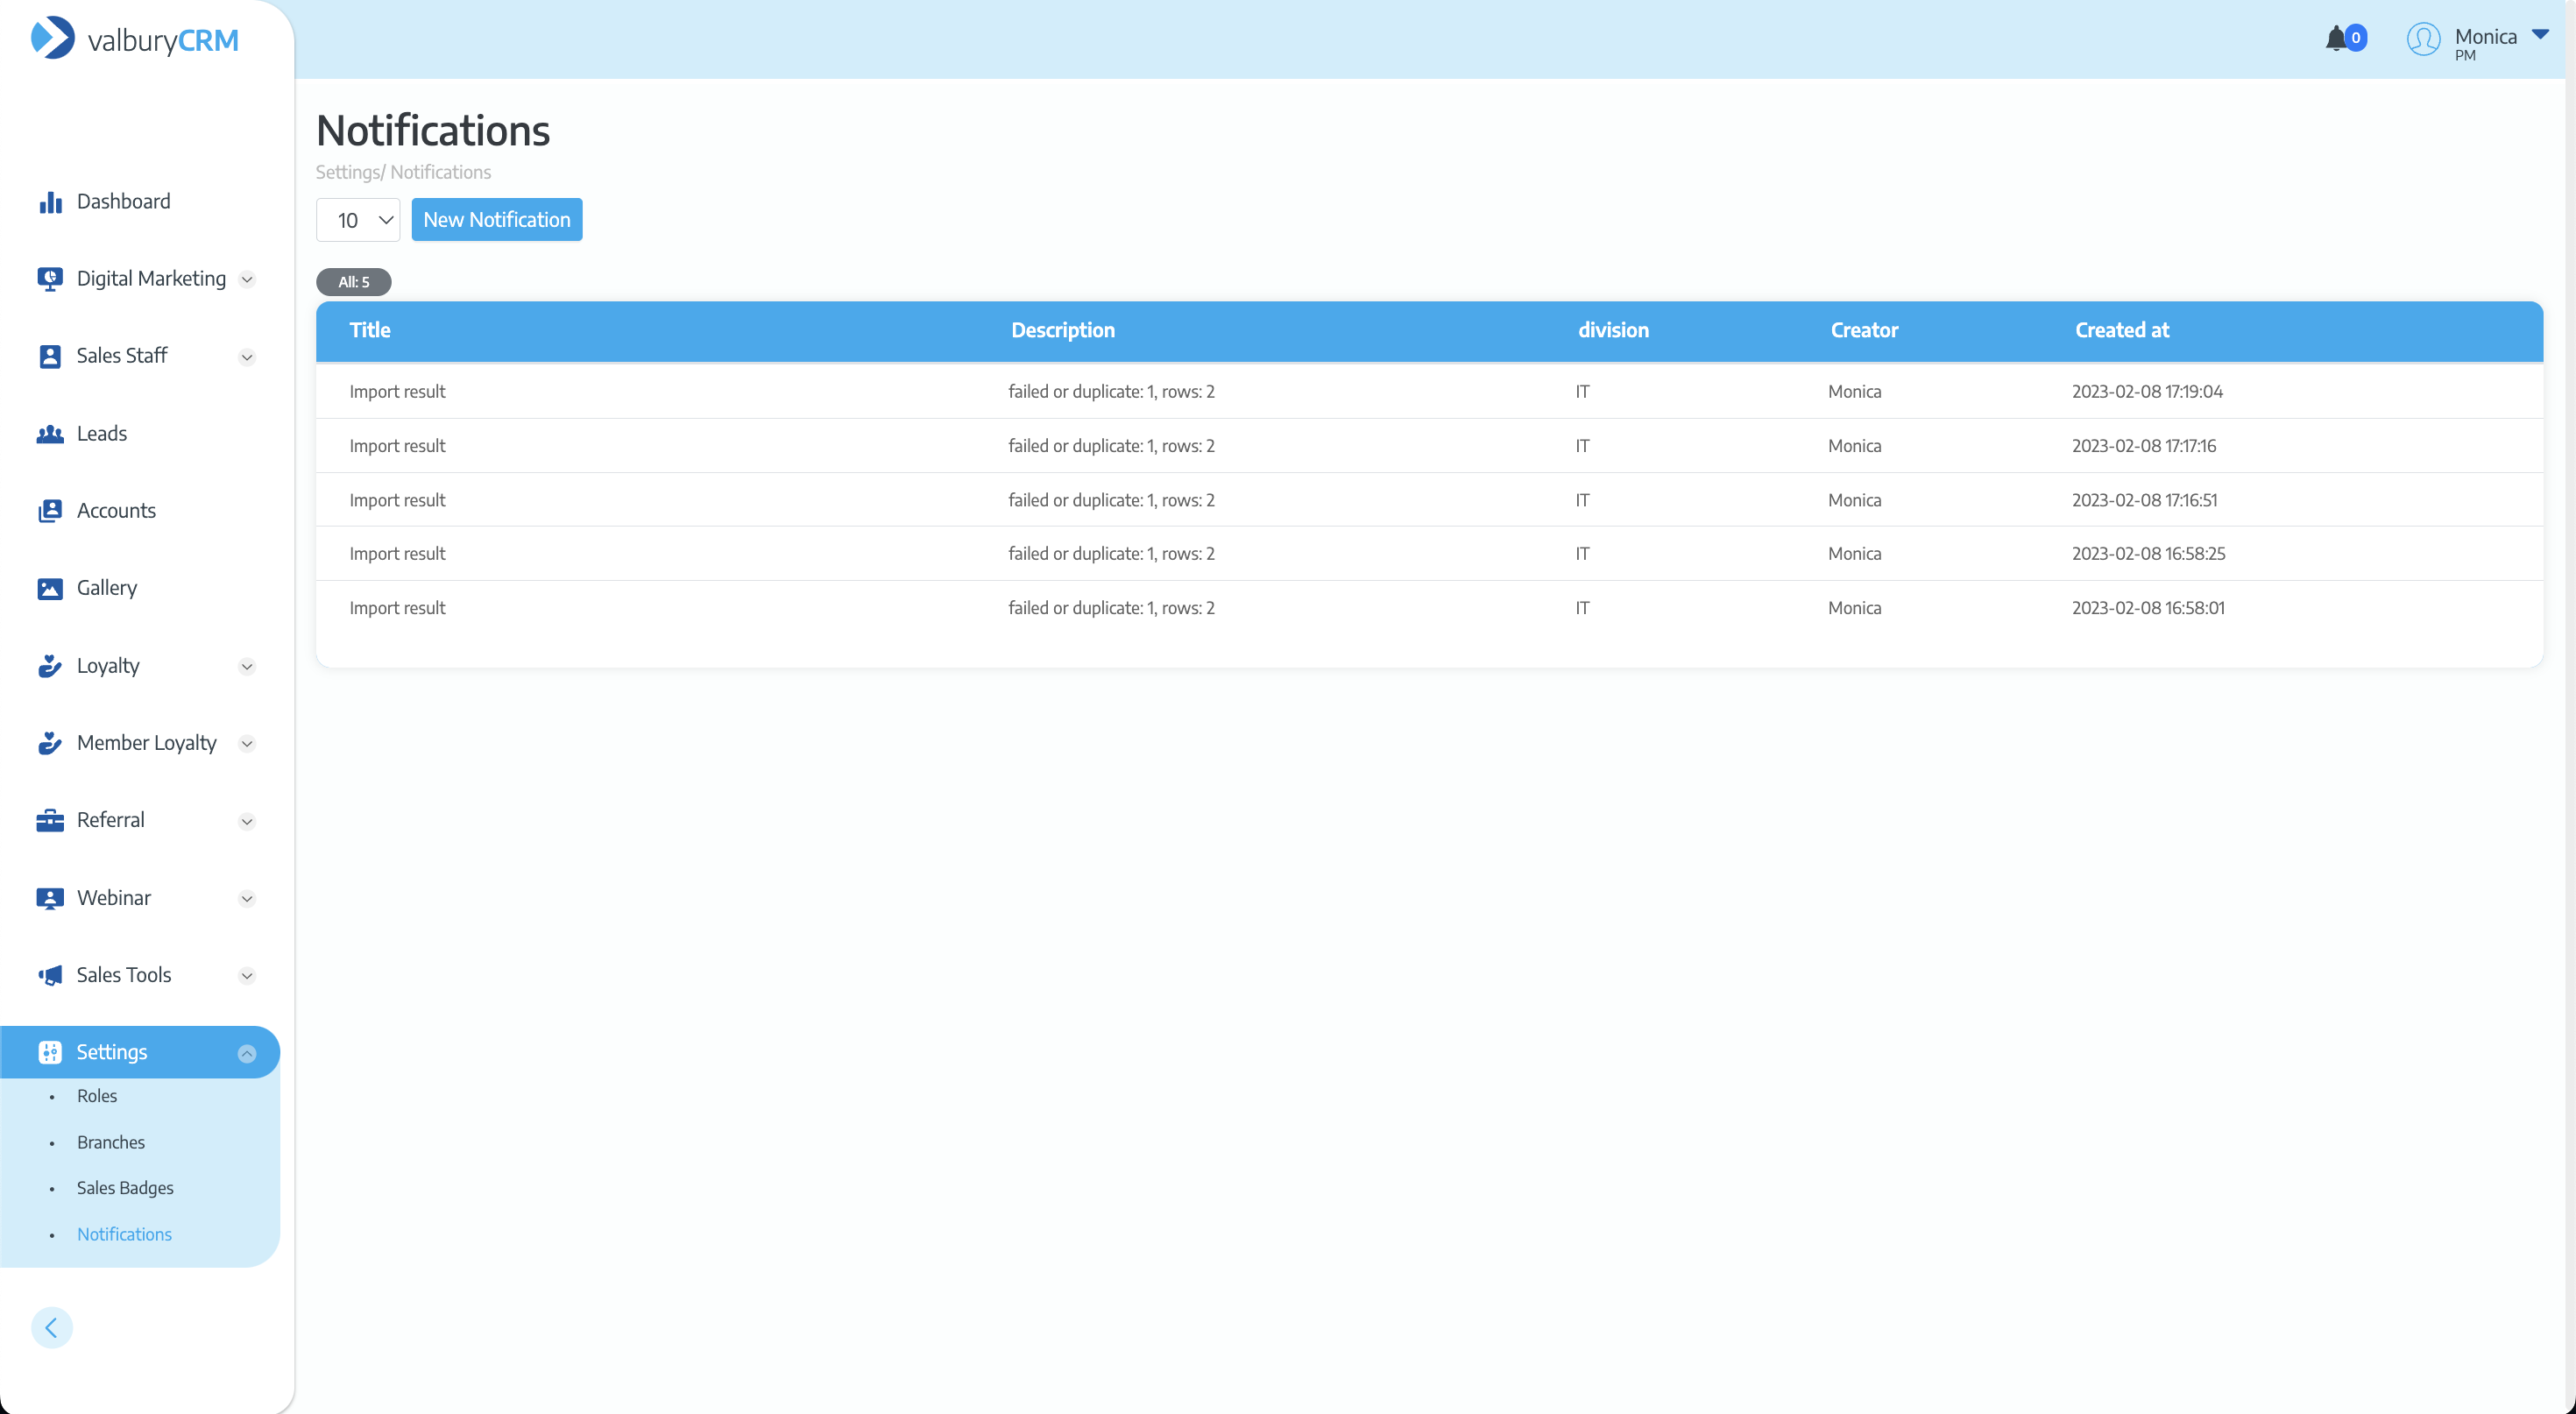 valburyCRM
0
Monica
PM
Dashboard
Digital Marketing
Sales Staff
Leads
Accounts
Gallery
Loyalty
Member Loyalty
Referral
Webinar
Sales Tools
Settings
Roles
Branches
Sales Badges
Notifications
Notifications
Settings/ Notifications
10 New Notification
All: 5
Title Description division Creator Created at
Import result failed or duplicate: 1, rows: 2 IT Monica 2023-02-08 17:19:04
Import result failed or duplicate: 1, rows: 2 IT Monica 2023-02-08 17:17:16
Import result failed or duplicate: 1, rows: 2 IT Monica 2023-02-08 17:16:51
Import result failed or duplicate: 1, rows: 2 IT Monica 2023-02-08 16:58:25
Import result failed or duplicate: 1, rows: 2 IT Monica 2023-02-08 16:58:01